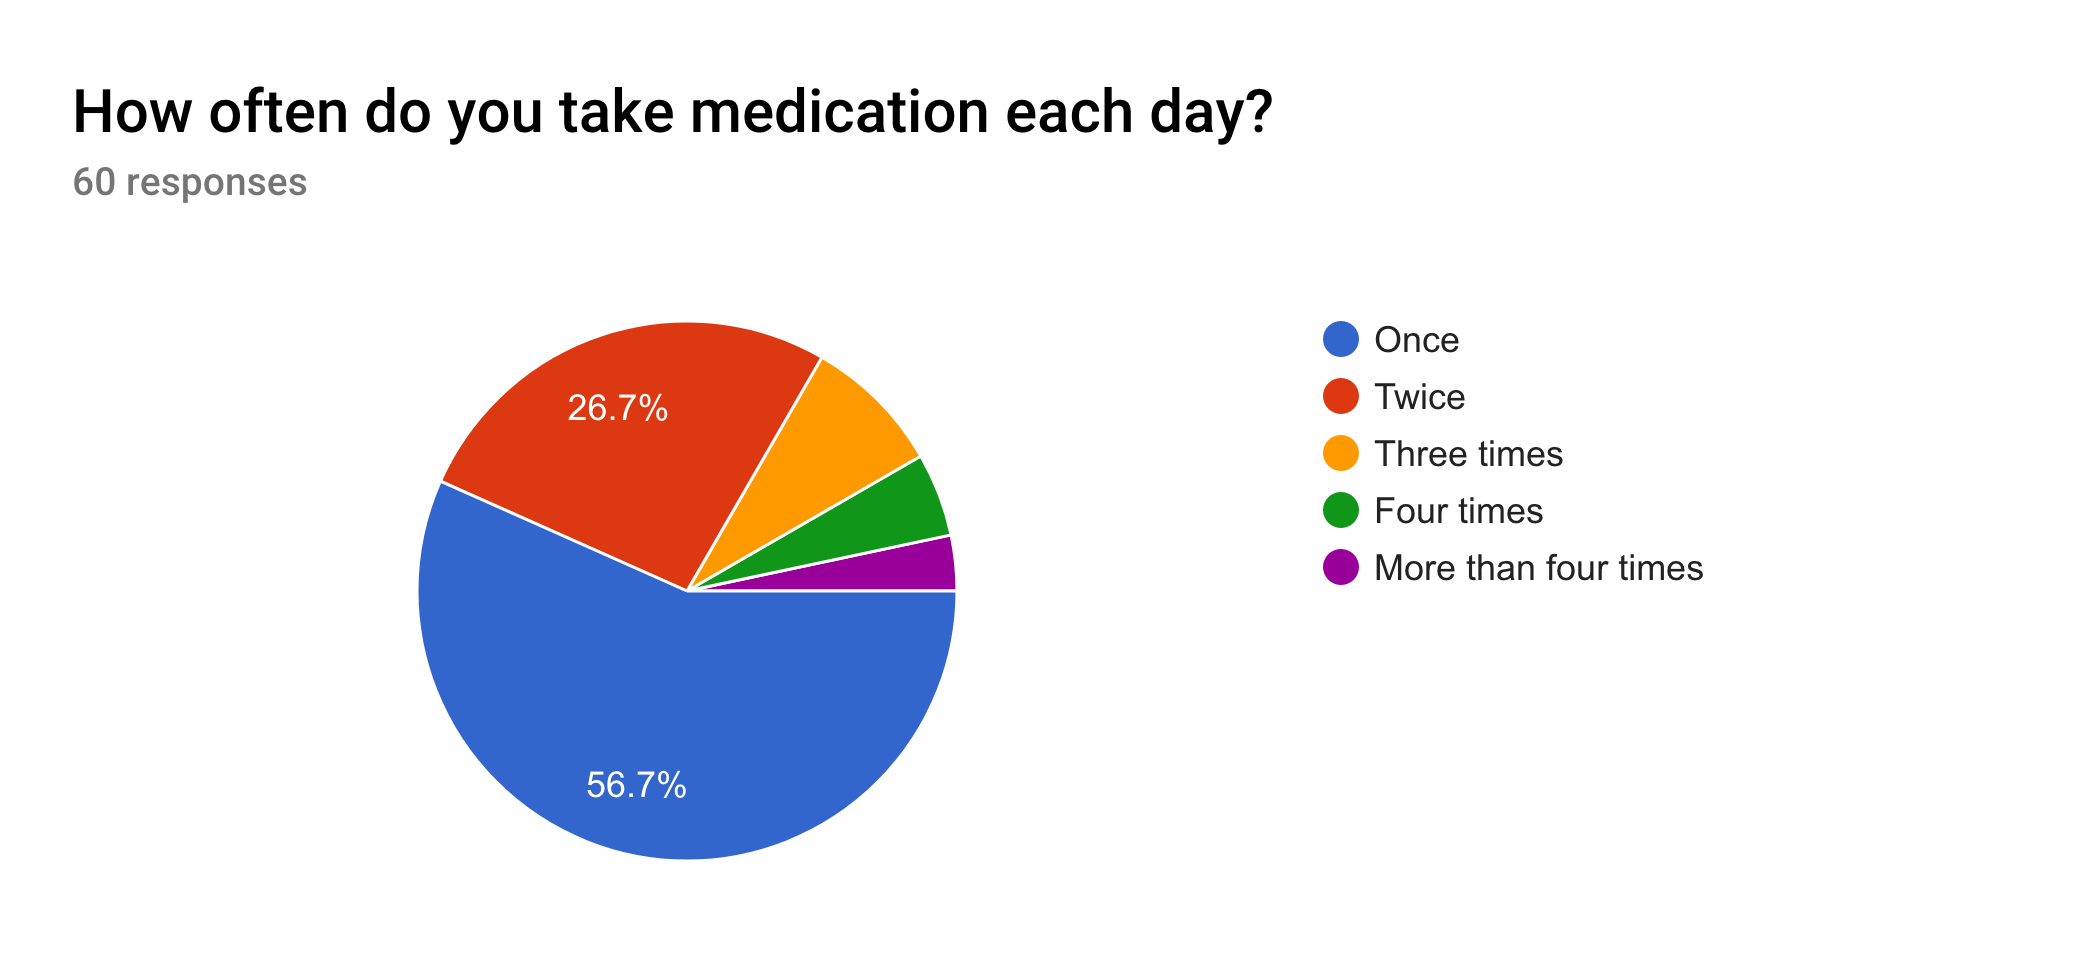 How often do you take medication each day?
60 responses
26.7%
56.7%
Once
Twice
Three times
Four times
More than four times